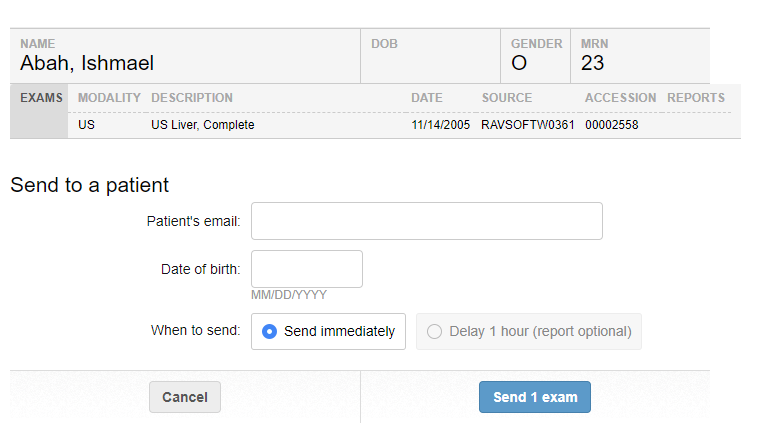 NAME DOB GENDER MRN
Abah, Ishmael O 23
EXAMS MODALITY DESCRIPTION DATE SOURCE ACCESSION REPORTS
US US Liver, Complete 11/14/2005 RAVSOFTW0361 00002558
Send to a patient
Patient's email:
Date of birth:
MM/DD/YYYY
When to send: Send immediately Delay 1 hour (report optional)
Cancel Send 1 exam